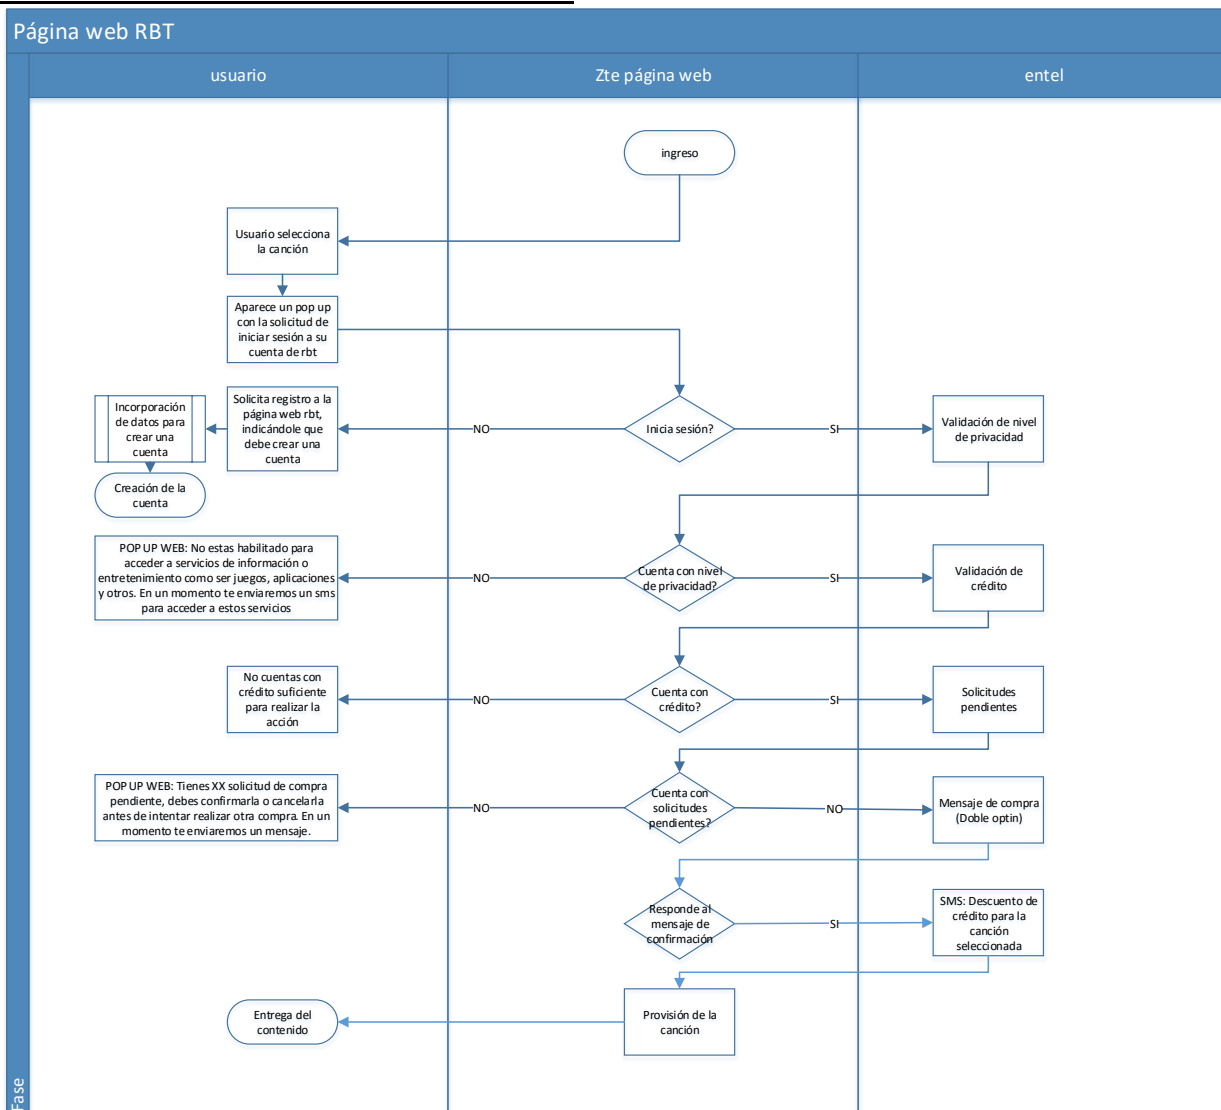 Página web RBT
usuario
Zte página web
entel
ingreso
Usuario selecciona
la canción
Aparece un pop up
con la solicitud de
iniciar sesión a su
cuenta de rbt
Incorporación
de datos para
crear una
cuenta
Solicita registro a la
página web rbt,
indicándole que
debe crear una
cuenta
NO
Inicia sesión?
SI
Validación de nivel
de privacidad
Creación de la
cuenta
POP UP WEB: No estas habilitado para
acceder a servicios de información o
entretenimiento como ser juegos, aplicaciones
y otros. En un momento te enviaremos un sms
para acceder a estos servicios
NO
Cuenta con nivel
de privacidad?
SI
Validación de
crédito
No cuentas con
crédito suficiente
para realizar la
acción
NO
Cuenta con
crédito?
SI
Solicitudes
pendientes
POP UP WEB: Tienes XX solicitud de compra
pendiente, debes confirmarla o cancelarla
antes de intentar realizar otra compra. En un
momento te enviaremos un mensaje.
NO
Cuenta con
solicitudes
pendientes?
NO
Mensaje de compra
(Doble optin)
Responde al
mensaje de
confirmación
SI
SMS: Descuento de
crédito para la
canción
seleccionada
Entrega del
contenido
Provisión de la
canción
Fase